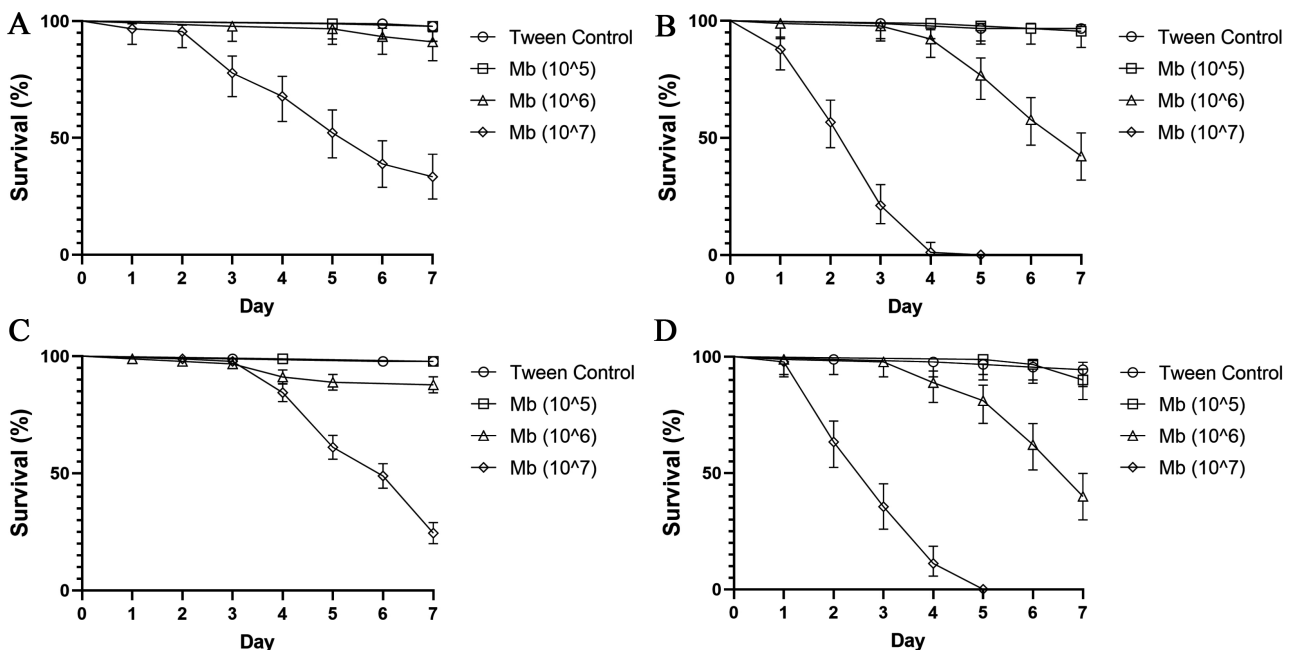 A
Survival (%)
100
50
0
0 1 2 3 4 5 6 7
Day
Tween Control
Mb (10^5)
Mb (10^6)
Mb (10^7)
B
Survival (%)
100
50
0
0 1 2 3 4 5 6 7
Day
Tween Control
Mb (10^5)
Mb (10^6)
Mb (10^7)
C
Survival (%)
100
50
0
0 1 2 3 4 5 6 7
Day
Tween Control
Mb (10^5)
Mb (10^6)
Mb (10^7)
D
Survival (%)
100
50
0
0 1 2 3 4 5 6 7
Day
Tween Control
Mb (10^5)
Mb (10^6)
Mb (10^7)